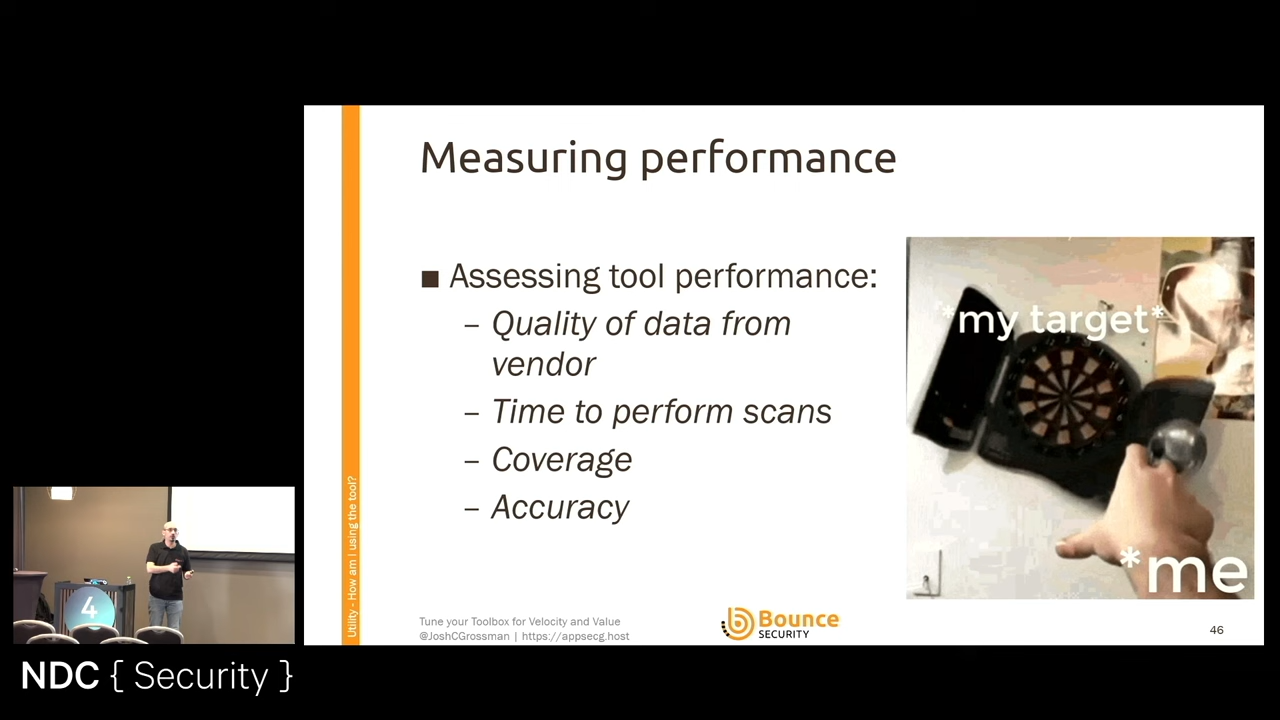 Measuring performance
■ Assessing tool performance:
– Quality of data from
vendor
– Time to perform scans
– Coverage
– Accuracy
*my target*
*me
Utility - How am I using the tool?
Tune your Toolbox for Velocity and Value
@JoshCGrossman | https://appsecg.host
Bounce
SECURITY
46
4
NDC { Security }